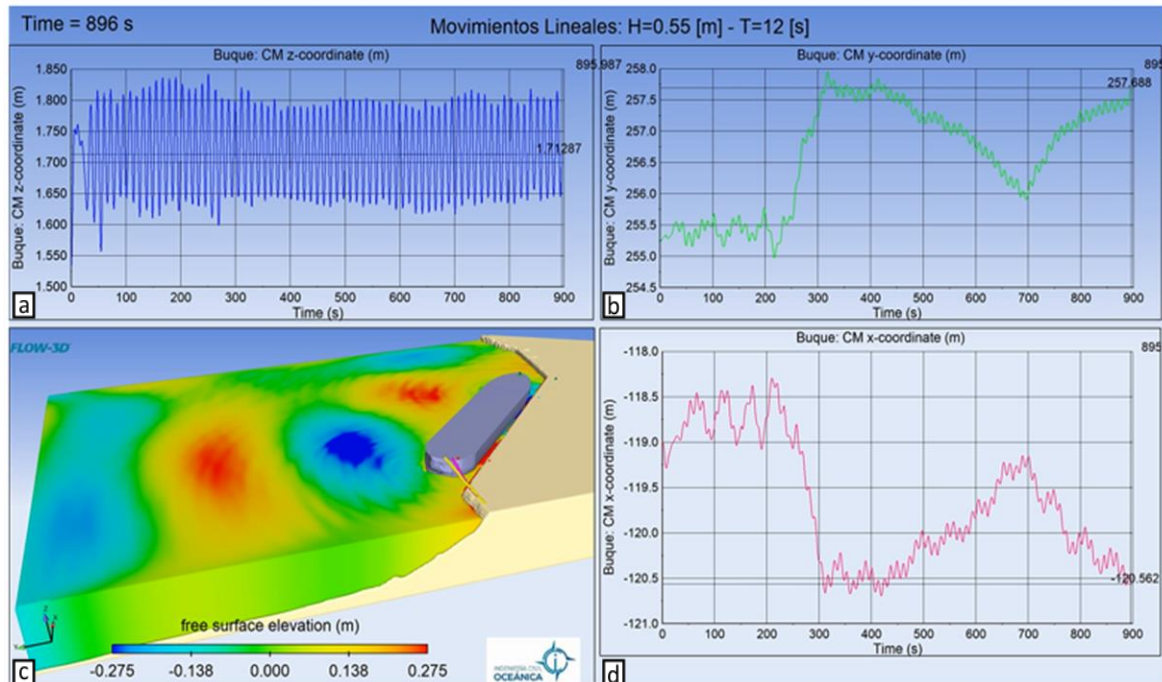 Time = 896 s
Movimientos Lineales: H=0.55 [m] - T=12 [s]
Buque: CM z-coordinate (m)
895.987
1.850
1.800
1.750
1.700
1.650
1.600
1.550
1.500
Buque: CM z-coordinate (m)
1.71287
0 100 200 300 400 500 600 700 800 900
Time (s)
a
Buque: CM y-coordinate (m)
895
258.0
257.5
257.0
256.5
256.0
255.5
255.0
254.5
Buque: CM y-coordinate (m)
257.688
0 100 200 300 400 500 600 700 800 900
Time (s)
b
FLOW-3D
free surface elevation (m)
-0.275 -0.138 0.000 0.138 0.275
INGENIERÍA CIVIL
OCEÁNICA
c
Buque: CM x-coordinate (m)
895
-118.0
-118.5
-119.0
-119.5
-120.0
-120.5
-121.0
Buque: CM x-coordinate (m)
-120.562
0 100 200 300 400 500 600 700 800 900
Time (s)
d